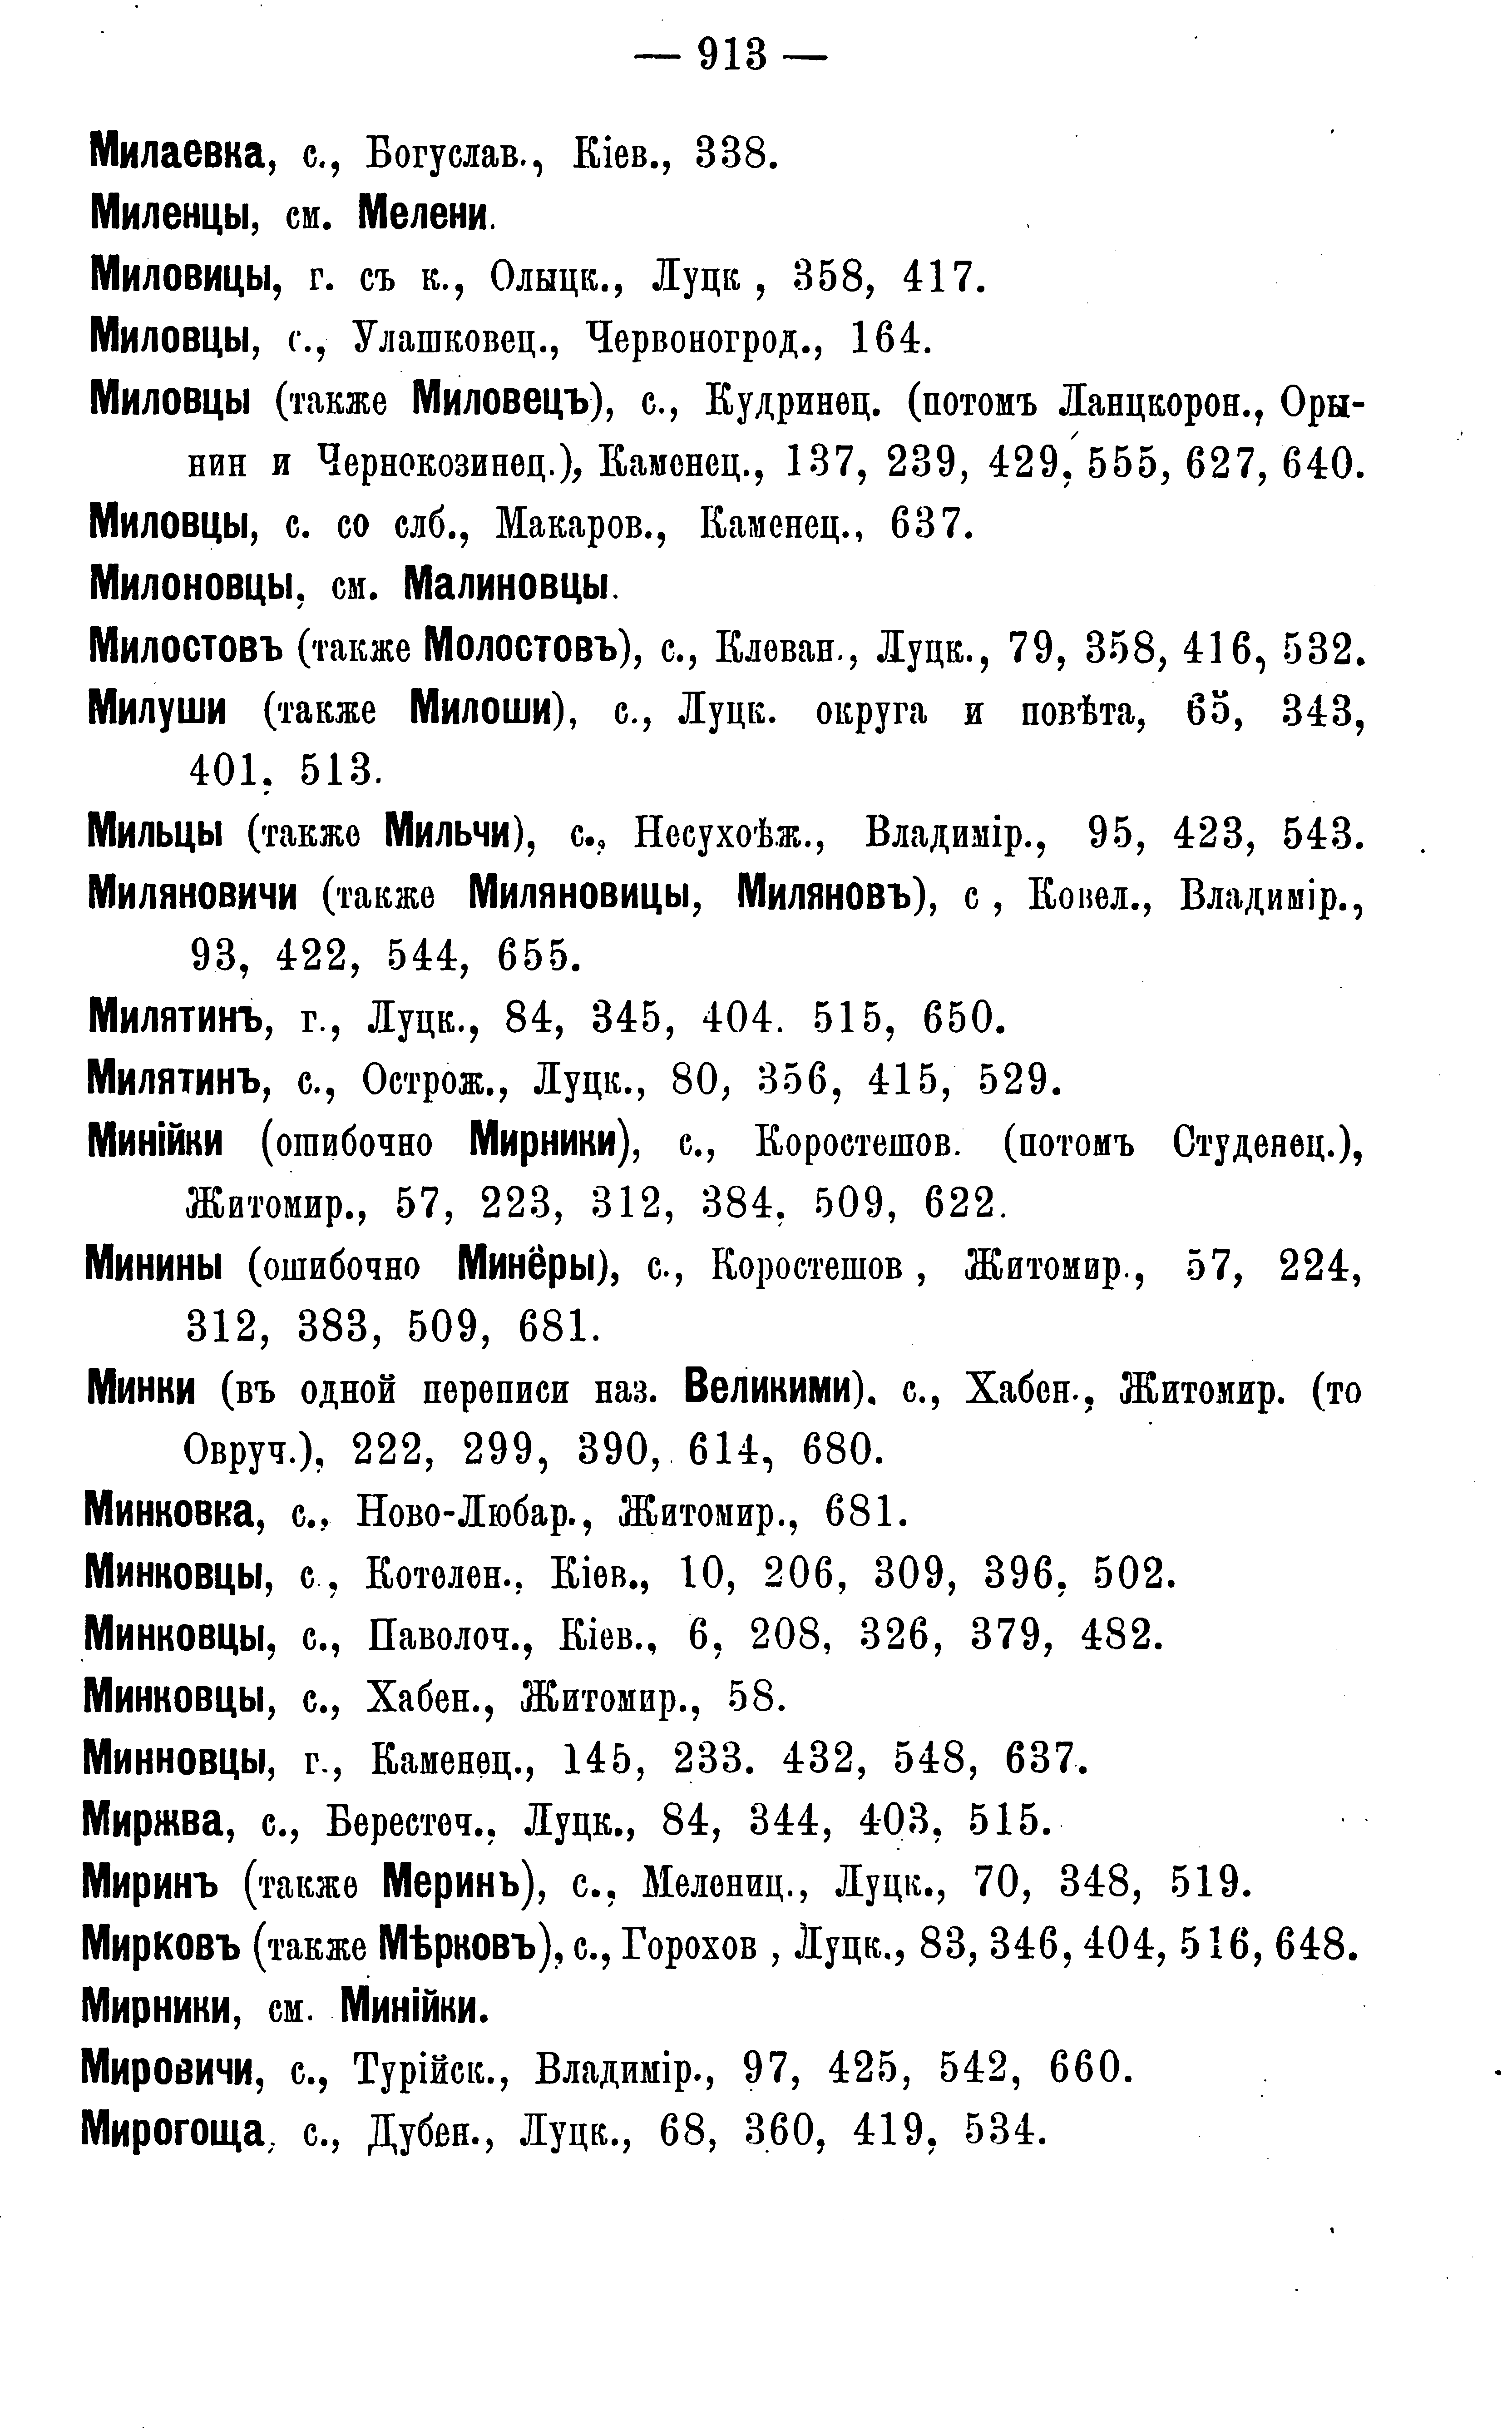 — 913 —
Милаевка, с., Богуслав., Кіев., 338.
Миленцы, см. Мелени.
Миловицы, г. съ к., Олыцк., Луцк , 358, 417.
Миловцы, с., Улашковец., Червоногрод., 164.
Миловцы (также Миловецъ), с., Кудринец. (потомъ Ланцкорон., Оры-
нин и Чернокозинец.), Каменец., 137, 239, 429, 555, 627, 640.
Миловцы, с. со слб., Макаров., Каменец., 637.
Милоновцы, см. Малиновцы.
Милостовъ (также Молостовъ), с., Клеван., Луцк., 79, 358, 416, 532.
Милуши (также Милоши), с., Луцк. округа и повѣта, 65, 343,
401, 513.
Мильцы (также Мильчи), с., Несухоѣж., Владимір., 95, 423, 543.
Миляновичи (также Миляновицы, Миляновъ), с , Ковел., Владимір.,
93, 422, 544, 655.
Милятинъ, г., Луцк., 84, 345, 404. 515, 650.
Милятинъ, с., Острож., Луцк., 80, 356, 415, 529.
Минійки (ошибочно Мирники), с., Коростешов. (потомъ Студенец.),
Житомир., 57, 223, 312, 384, 509, 622.
Минины (ошибочно Минёры), с., Коростешов , Житомир., 57, 224,
312, 383, 509, 681.
Минки (въ одной переписи наз. Великими), с., Хабен., Житомир. (то
Овруч.), 222, 299, 390, 614, 680.
Минковка, с., Ново-Любар., Житомир., 681.
Минковцы, с., Котелен., Кіев., 10, 206, 309, 396, 502.
Минковцы, с., Паволоч., Кіев., 6, 208, 326, 379, 482.
Минковцы, с., Хабен., Житомир., 58.
Минновцы, г., Каменец., 145, 233. 432, 548, 637.
Миржва, с., Берестеч., Луцк., 84, 344, 403, 515.
Миринъ (также Меринъ), с., Мелениц., Луцк., 70, 348, 519.
Мирковъ (также Мѣрковъ), с., Горохов , Луцк., 83, 346, 404, 516, 648.
Мирники, см. Минійки.
Мировичи, с., Турійск., Владимір., 97, 425, 542, 660.
Мирогоща, с., Дубен., Луцк., 68, 360, 419, 534.